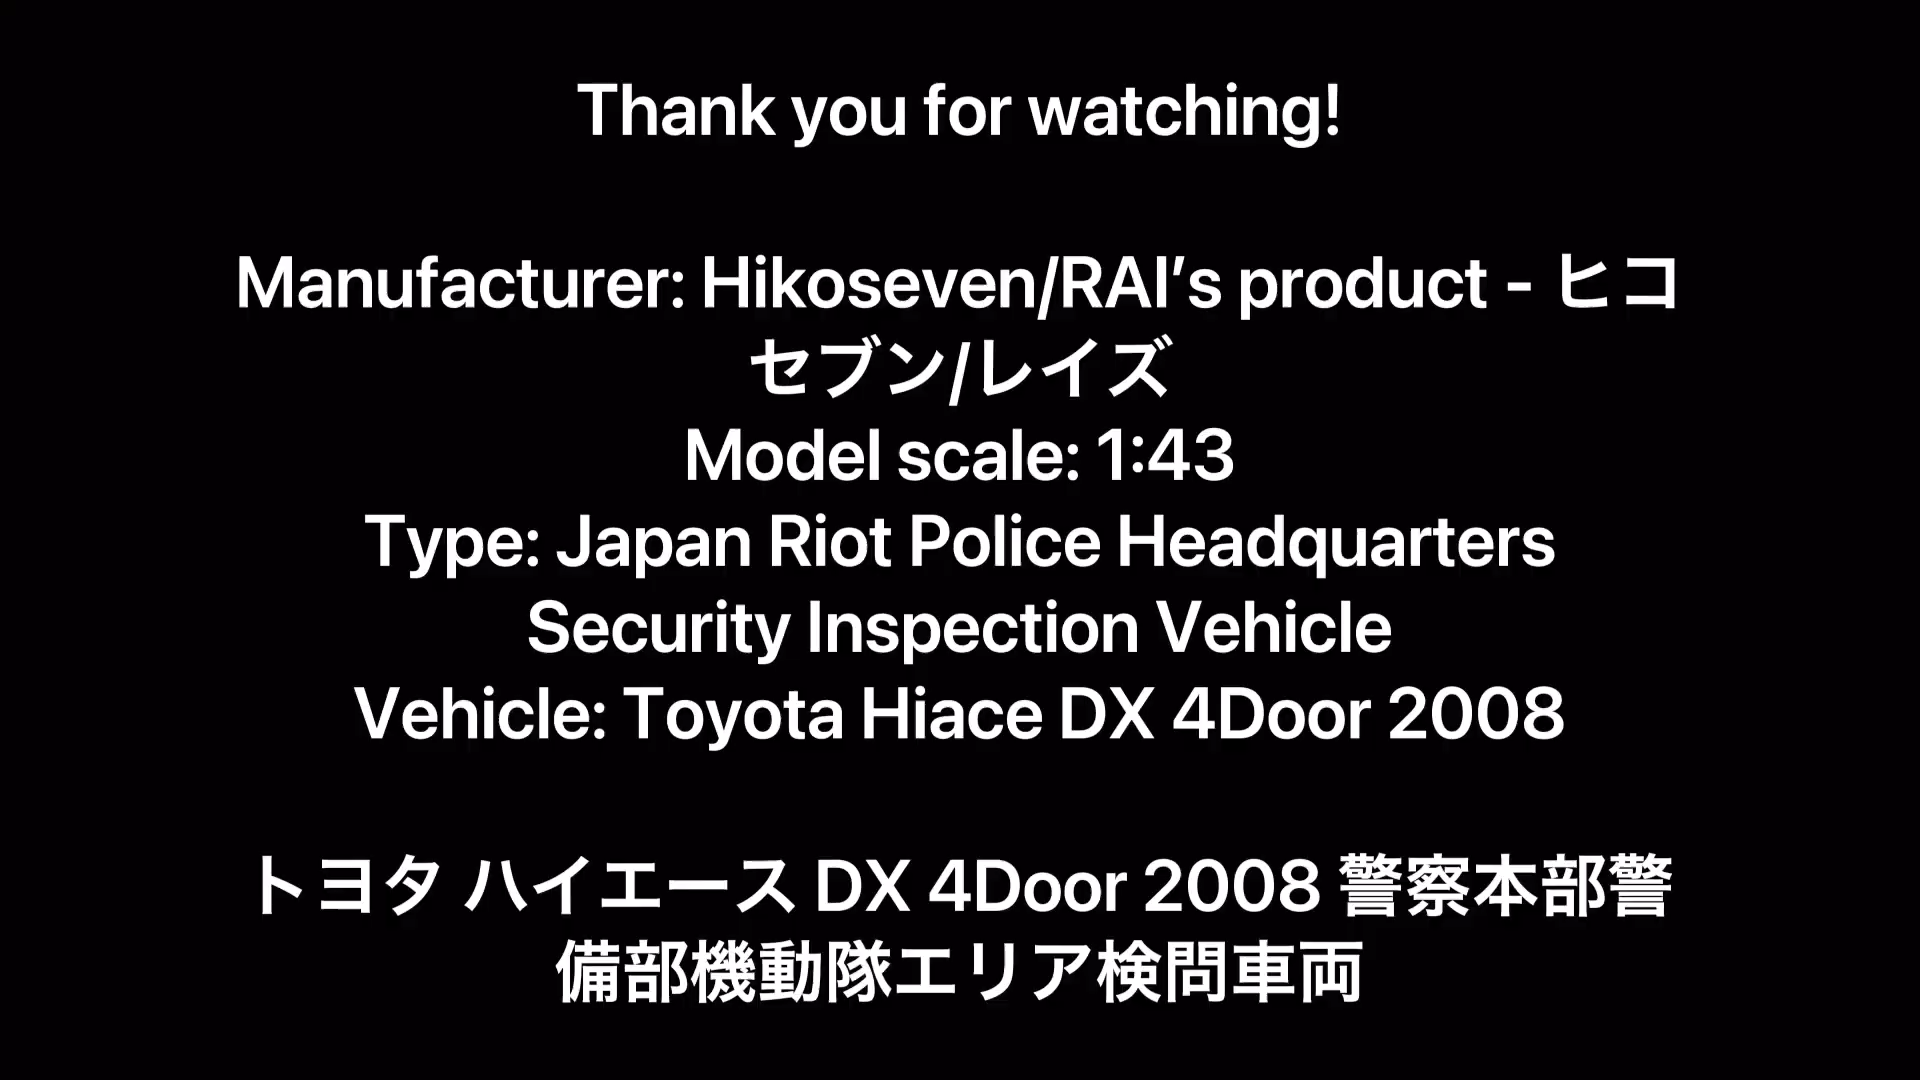 Thank you for watching!
Manufacturer: Hikoseven/RAI’s product - ヒコ
セブン/レイズ
Model scale: 1:43
Type: Japan Riot Police Headquarters
Security Inspection Vehicle
Vehicle: Toyota Hiace DX 4Door 2008
トヨタ ハイエース DX 4Door 2008 警察本部警
備部機動隊エリア検問車両